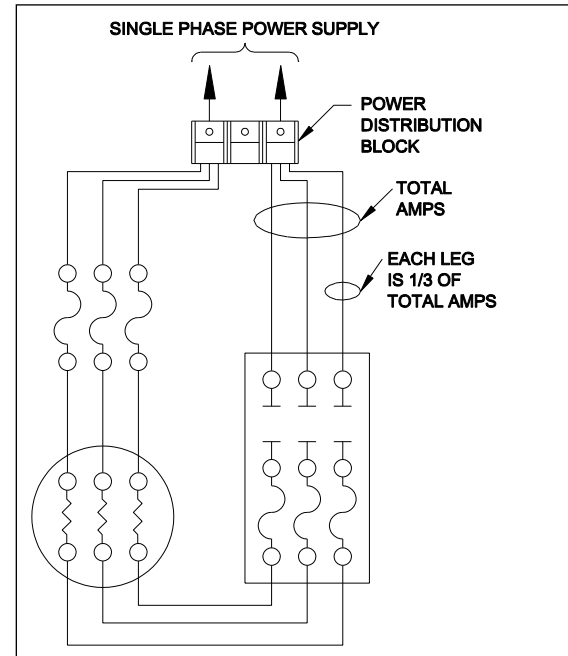 SINGLE PHASE POWER SUPPLY
POWER
DISTRIBUTION
BLOCK
TOTAL
AMPS
EACH LEG
IS 1/3 OF
TOTAL AMPS